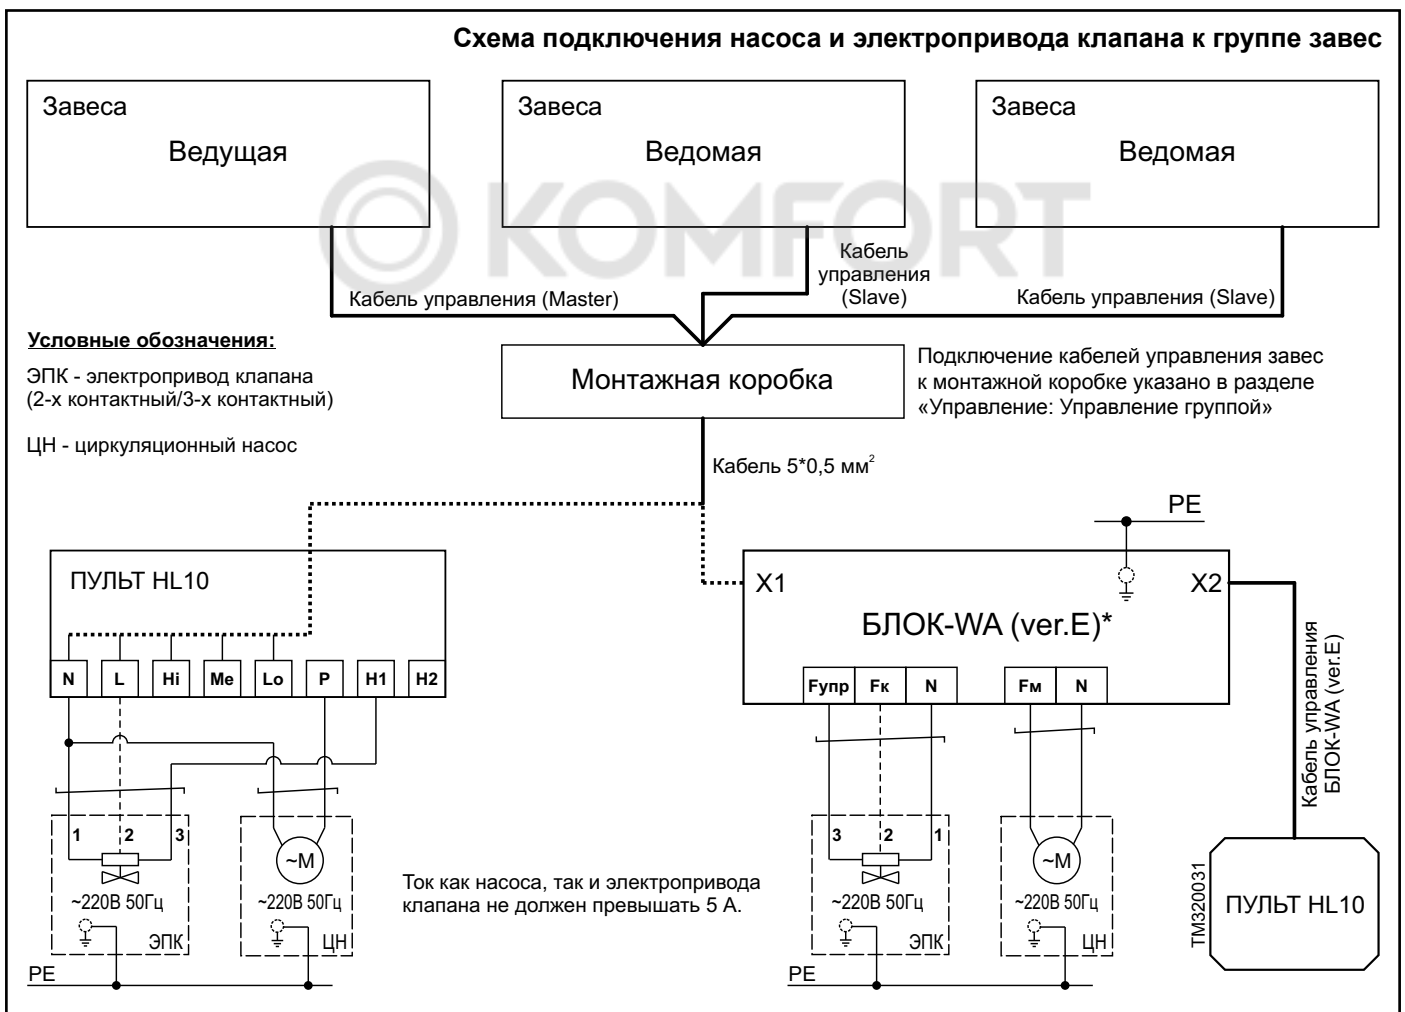 Схема подключения насоса и электропривода клапана к группе завес
Завеса
Ведущая
Завеса
Ведомая
Завеса
Ведомая
KOMFORT
Кабель управления (Master)
Кабель
управления
(Slave)
Кабель управления (Slave)
Условные обозначения:
ЭПК - электропривод клапана
(2-х контактный/3-х контактный)
ЦН - циркуляционный насос
Монтажная коробка
Подключение кабелей управления завес
к монтажной коробке указано в разделе
«Управление: Управление группой»
Кабель 5*0,5 мм²
ПУЛЬТ HL10
N L Hi Me Lo P H1 H2
PE
X1
X2
БЛОК-WA (ver.E)*
Fупр Fк N Fм N
Кабель управления
БЛОК-WA (ver.E)
1 2 3
~220В 50Гц
ЭПК
~M
~220В 50Гц
ЦН
PE
Ток как насоса, так и электропривода
клапана не должен превышать 5 А.
3 2 1
~220В 50Гц
ЭПК
~M
~220В 50Гц
ЦН
PE
TM320031
ПУЛЬТ HL10